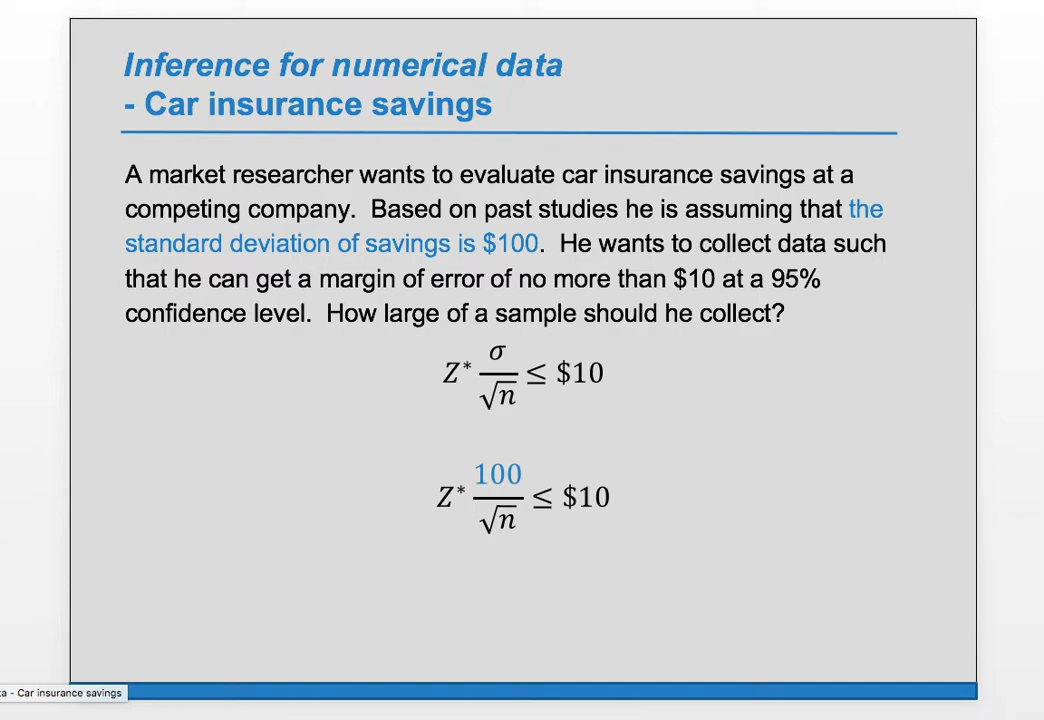 Inference for numerical data
- Car insurance savings
A market researcher wants to evaluate car insurance savings at a
competing company.  Based on past studies he is assuming that the
standard deviation of savings is $100.  He wants to collect data such
that he can get a margin of error of no more than $10 at a 95%
confidence level.  How large of a sample should he collect?
Z* σ/√n ≤ $10
Z* 100/√n ≤ $10
ta - Car insurance savings